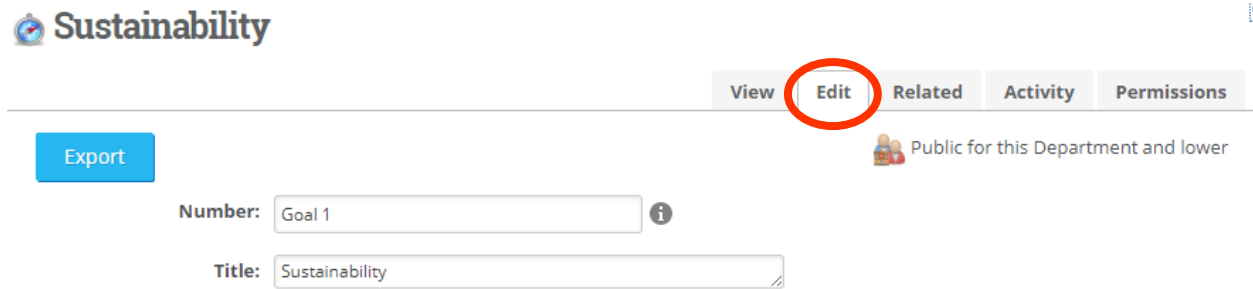 Sustainability
View Edit Related Activity Permissions
Export
Public for this Department and lower
Number: Goal 1
Title: Sustainability